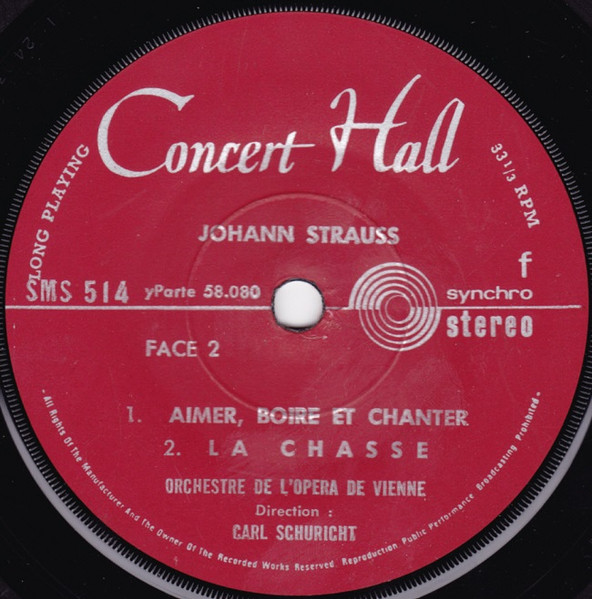 Concert Hall
LONG PLAYING
33 1/3 RPM
JOHANN STRAUSS
f
SMS 514 yParte 58.080
synchro
stereo
FACE 2
1. AIMER, BOIRE ET CHANTER
2. LA CHASSE
ORCHESTRE DE L'OPERA DE VIENNE
Direction :
CARL SCHURICHT
- All Rights Of The Manufacturer And The Owner Of The Recorded Works Reserved. Reproduction Public Performance Broadcasting Prohibited -